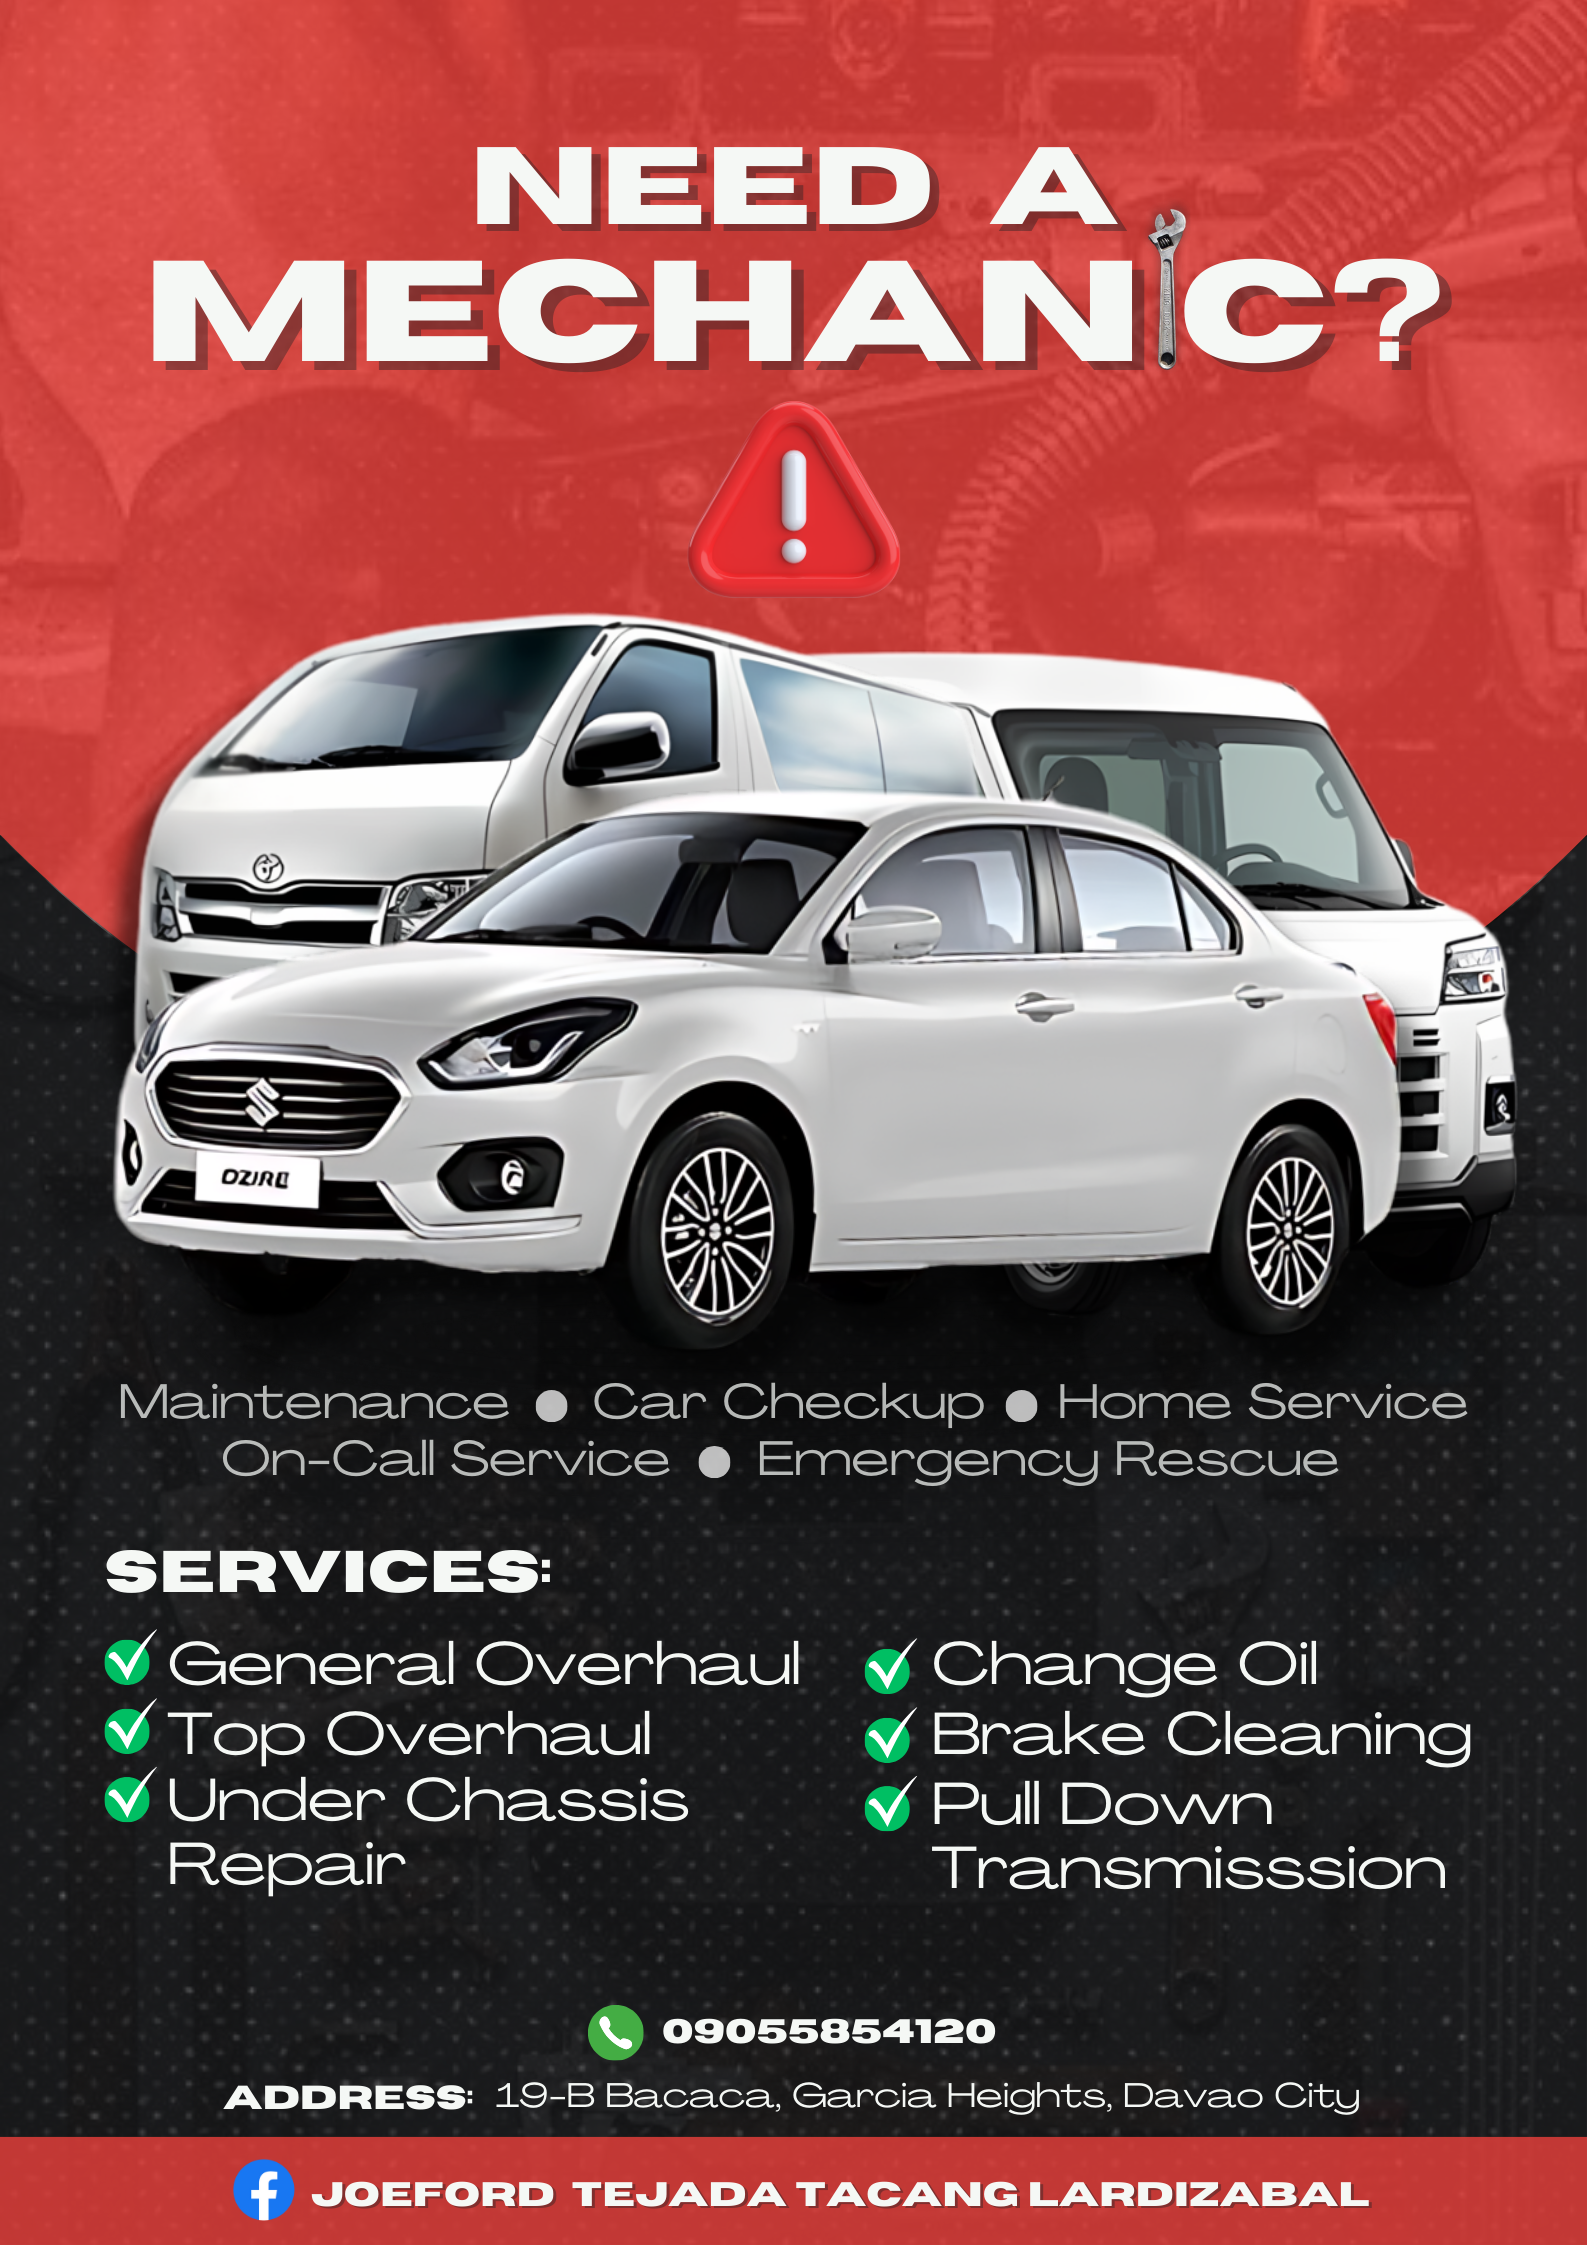 NEED A
MECHANIC?
OZIRE
Maintenance ● Car Checkup ● Home Service
On-Call Service ● Emergency Rescue
SERVICES:
General Overhaul
Top Overhaul
Under Chassis
Repair
Change Oil
Brake Cleaning
Pull Down
Transmisssion
09055854120
ADDRESS: 19-B Bacaca, Garcia Heights, Davao City
JOEFORD TEJADA TACANG LARDIZABAL